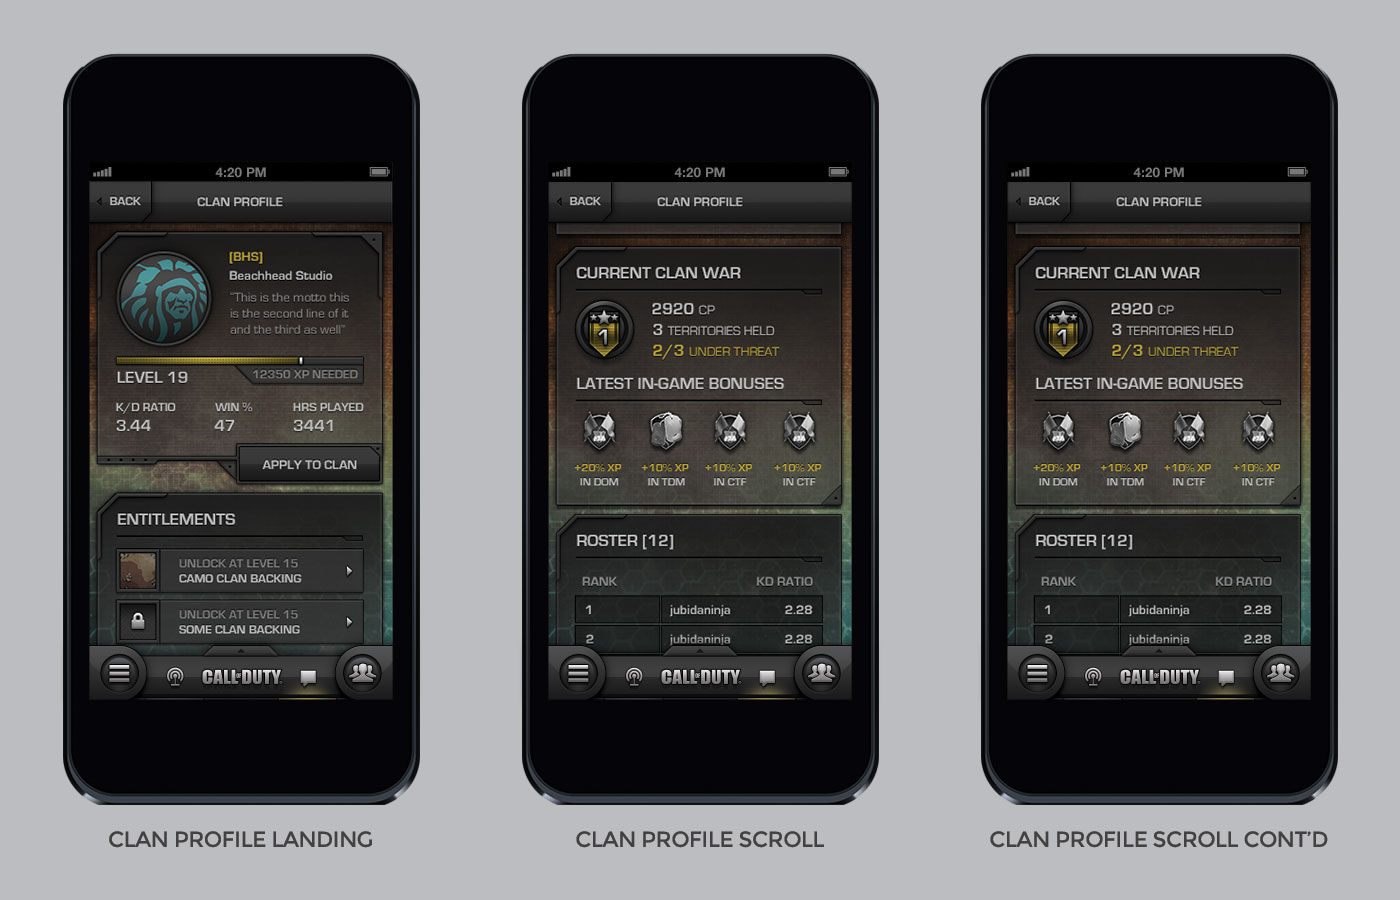 4:20 PM
BACK
CLAN PROFILE
[BHS]
Beachhead Studio
"This is the motto this
is the second line of it
and the third as well"
LEVEL 19
12350 XP NEEDED
K/D RATIO WIN % HRS PLAYED
3.44 47 3441
APPLY TO CLAN
ENTITLEMENTS
UNLOCK AT LEVEL 15
CAMO CLAN BACKING
UNLOCK AT LEVEL 15
SOME CLAN BACKING
CALL OF DUTY
CLAN PROFILE LANDING
4:20 PM
BACK
CLAN PROFILE
CURRENT CLAN WAR
1
2920 CP
3 TERRITORIES HELD
2/3 UNDER THREAT
LATEST IN-GAME BONUSES
+20% XP +10% XP +10% XP +10% XP
IN DOM IN TDM IN CTF IN CTF
ROSTER [12]
RANK KD RATIO
1 jubidaninja 2.28
2 jubidaninja 2.28
CALL OF DUTY
CLAN PROFILE SCROLL
4:20 PM
BACK
CLAN PROFILE
CURRENT CLAN WAR
1
2920 CP
3 TERRITORIES HELD
2/3 UNDER THREAT
LATEST IN-GAME BONUSES
+20% XP +10% XP +10% XP +10% XP
IN DOM IN TDM IN CTF IN CTF
ROSTER [12]
RANK KD RATIO
1 jubidaninja 2.28
2 jubidaninja 2.28
CALL OF DUTY
CLAN PROFILE SCROLL CONT'D